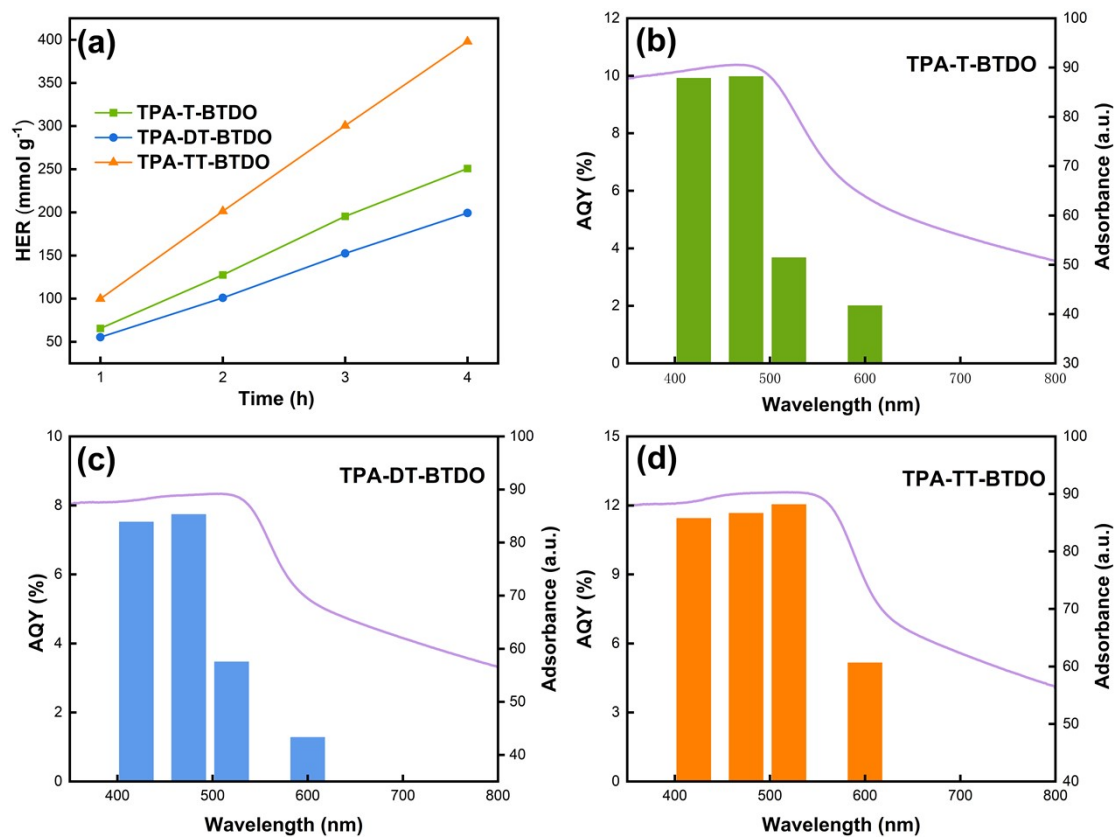 (a)
400
350
300
250
200
150
100
50
HER (mmol g-1)
TPA-T-BTDO
TPA-DT-BTDO
TPA-TT-BTDO
1 2 3 4
Time (h)
(b)
TPA-T-BTDO
12
10
8
6
4
2
0
AQY (%)
100
90
80
70
60
50
40
30
Adsorbance (a.u.)
400 500 600 700 800
Wavelength (nm)
(c)
TPA-DT-BTDO
10
8
6
4
2
0
AQY (%)
100
90
80
70
60
50
40
Adsorbance (a.u.)
400 500 600 700 800
Wavelength (nm)
(d)
TPA-TT-BTDO
15
12
9
6
3
0
AQY (%)
100
90
80
70
60
50
40
Adsorbance (a.u.)
400 500 600 700 800
Wavelength (nm)